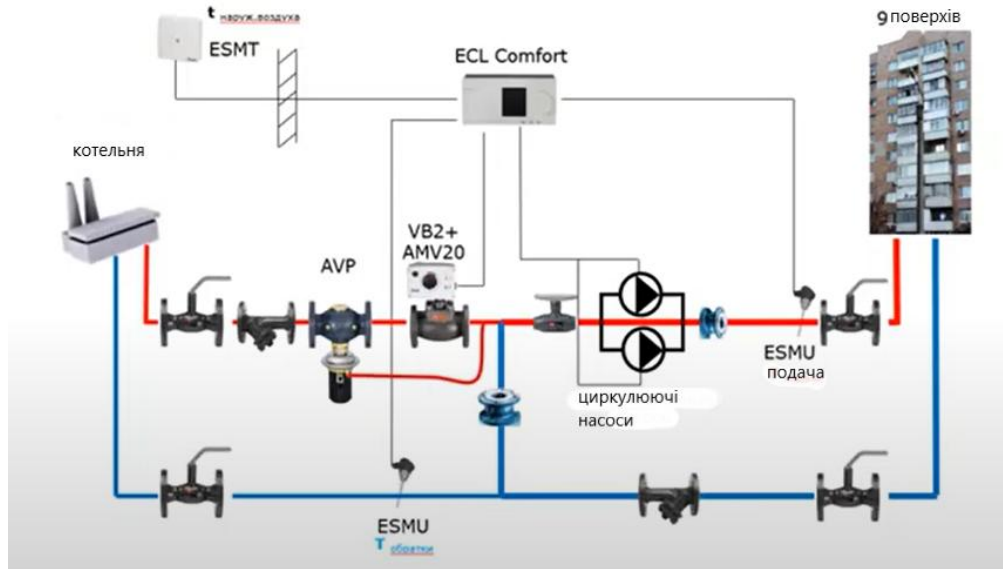 t наруж.воздуха
ESMT
ECL Comfort
9 поверхів
котельня
VB2+
AMV20
AVP
ESMU
подача
циркулюючі
насоси
ESMU
T обратки